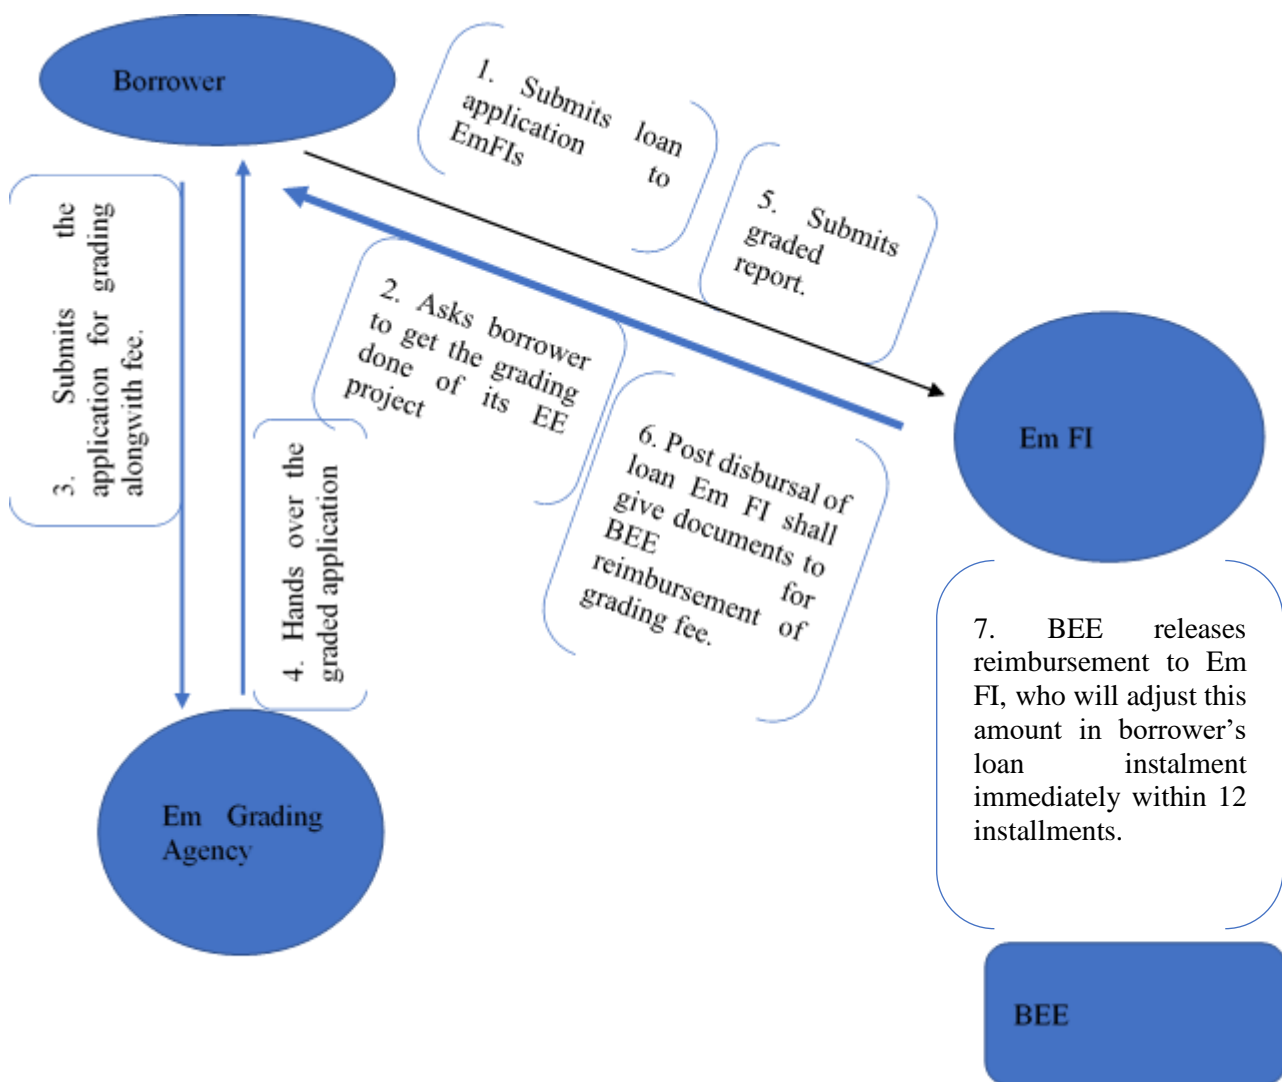 Borrower
1. Submits loan
application to
EmFIs
5. Submits
graded
report.
2. Asks borrower
to get the grading
done of its EE
project
3. Submits the
application for grading
alongwith fee.
4. Hands over the
graded application
6. Post disbursal of
loan Em FI shall
give documents to
BEE for
reimbursement of
grading fee.
Em FI
7. BEE releases
reimbursement to Em
FI, who will adjust this
amount in borrower’s
loan instalment
immediately within 12
installments.
Em Grading
Agency
BEE